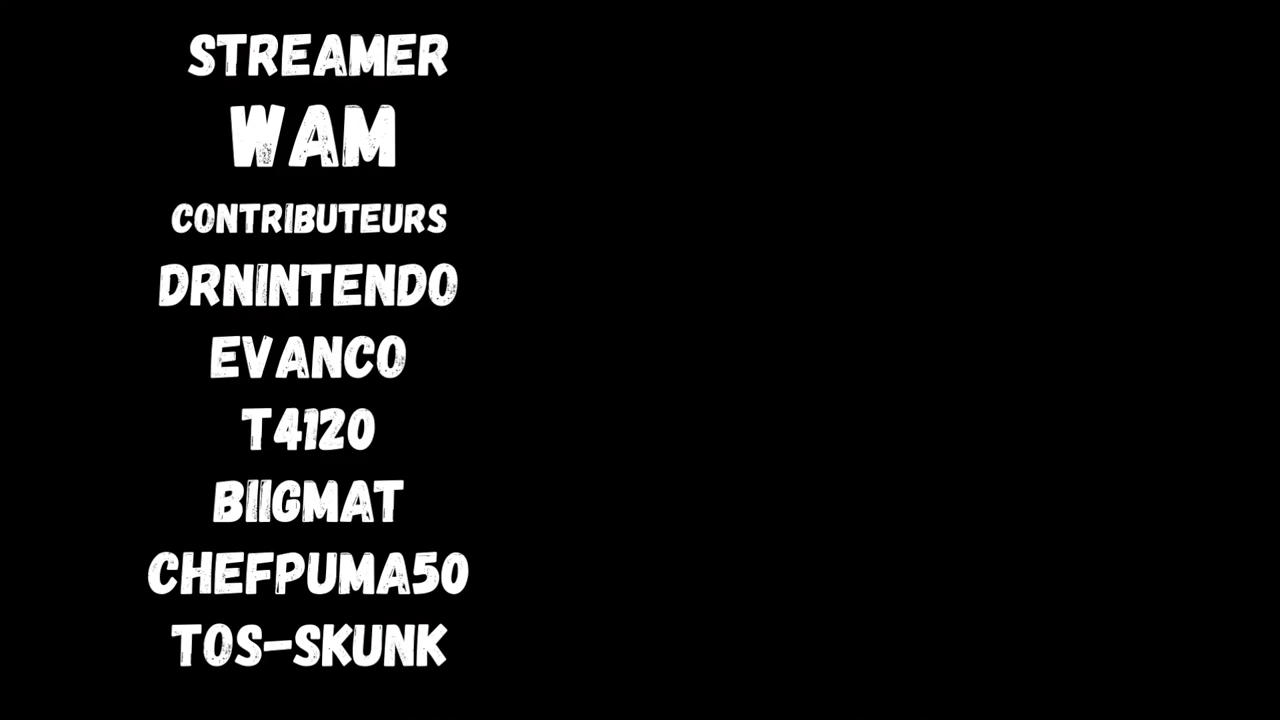 STREAMER
WAM
CONTRIBUTEURS
DRNINTENDO
EVANCO
T4120
BIIGMAT
CHEFPUMA50
TOS-SKUNK